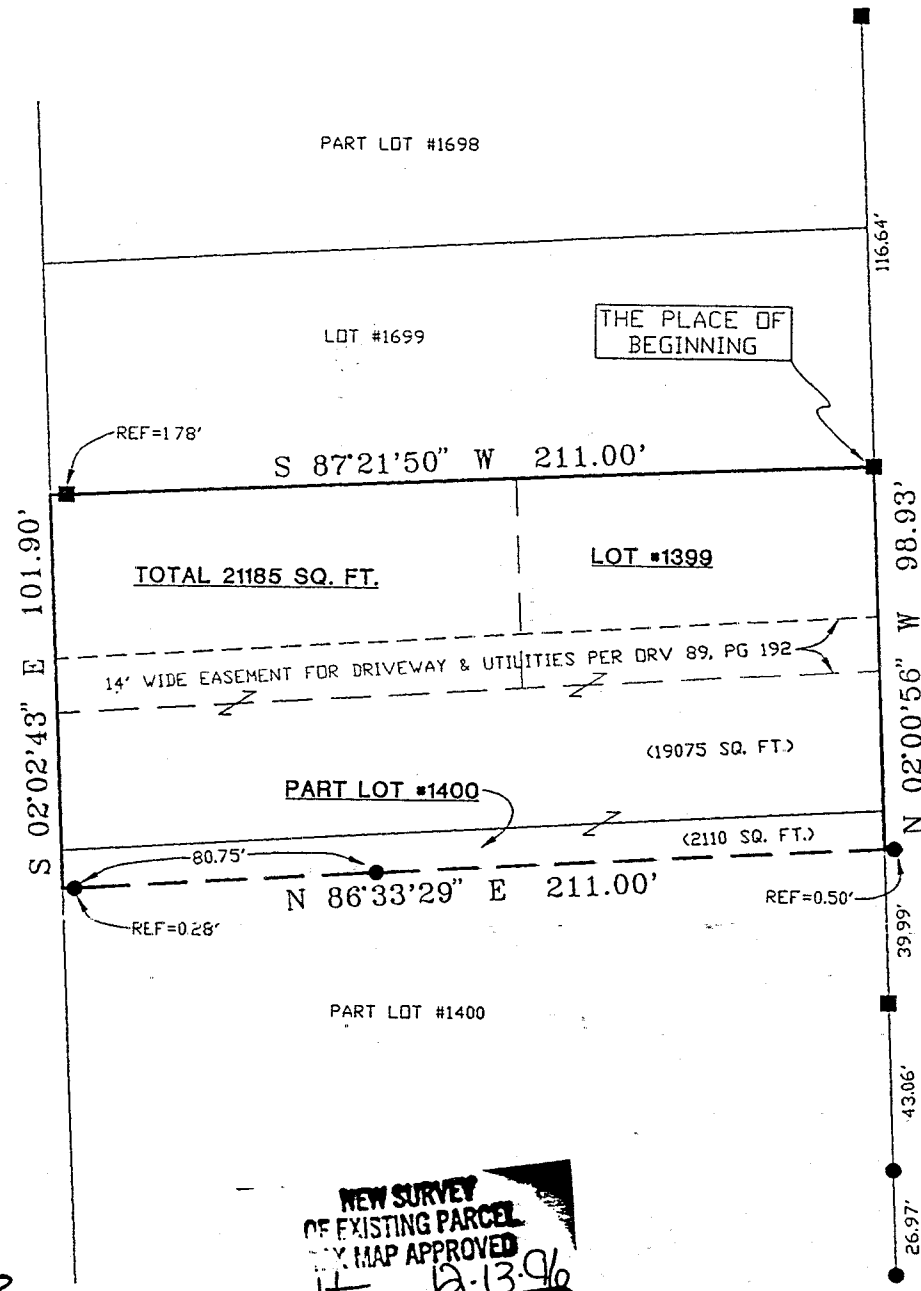 PART LOT #1698
116.64'
LOT #1699
THE PLACE OF
BEGINNING
REF=1.78'
S 87°21'50" W 211.00'
S 02°02'43" E 101.90'
N 02°00'56" W 98.93'
TOTAL 21185 SQ. FT.
LOT #1399
14' WIDE EASEMENT FOR DRIVEWAY & UTILITIES PER ORV 89, PG 192
(19075 SQ. FT.)
PART LOT #1400
(2110 SQ. FT.)
80.75'
N 86°33'29" E 211.00'
REF=0.50'
REF=0.28'
39.99'
PART LOT #1400
43.06'
26.97'
NEW SURVEY
OF EXISTING PARCEL
MAP APPROVED
12-13-96